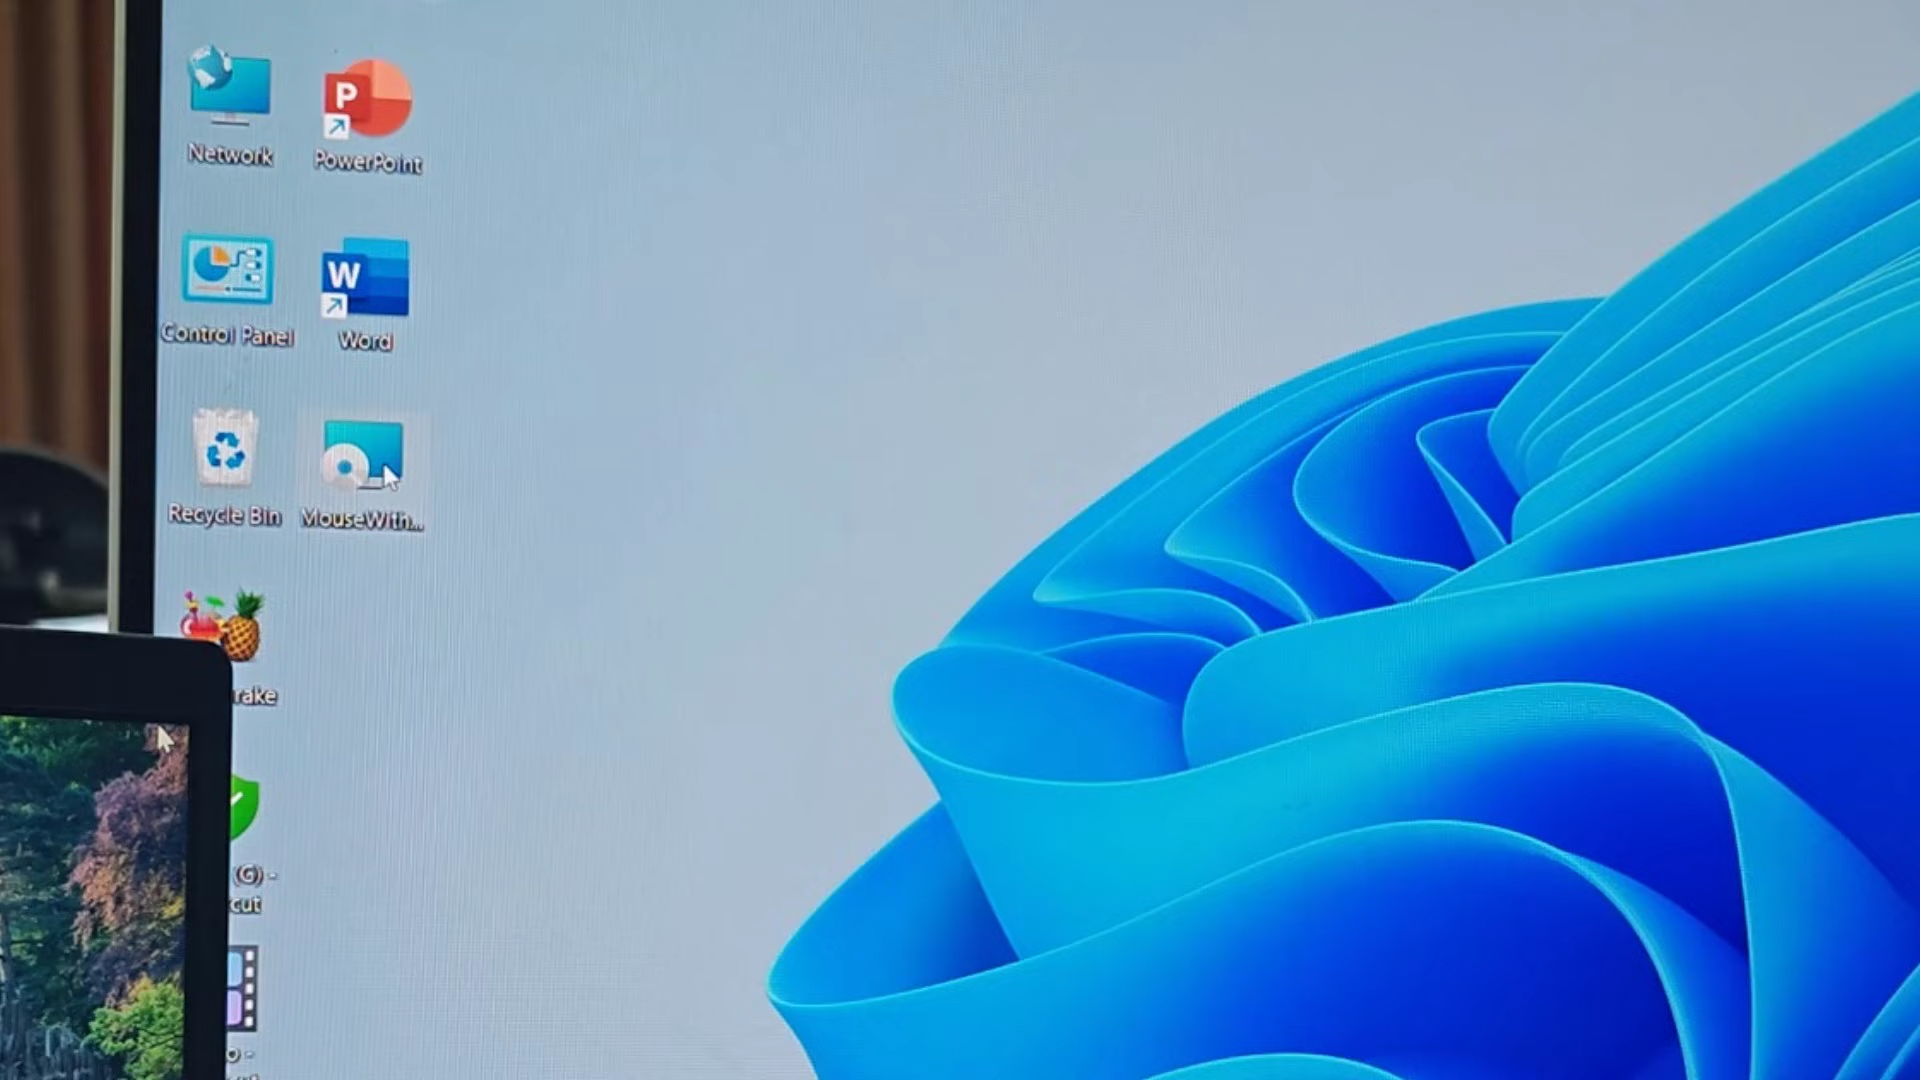 Network
PowerPoint
P
Control Panel
Word
W
Recycle Bin
MouseWith...
rake
(G) -
cut
o -